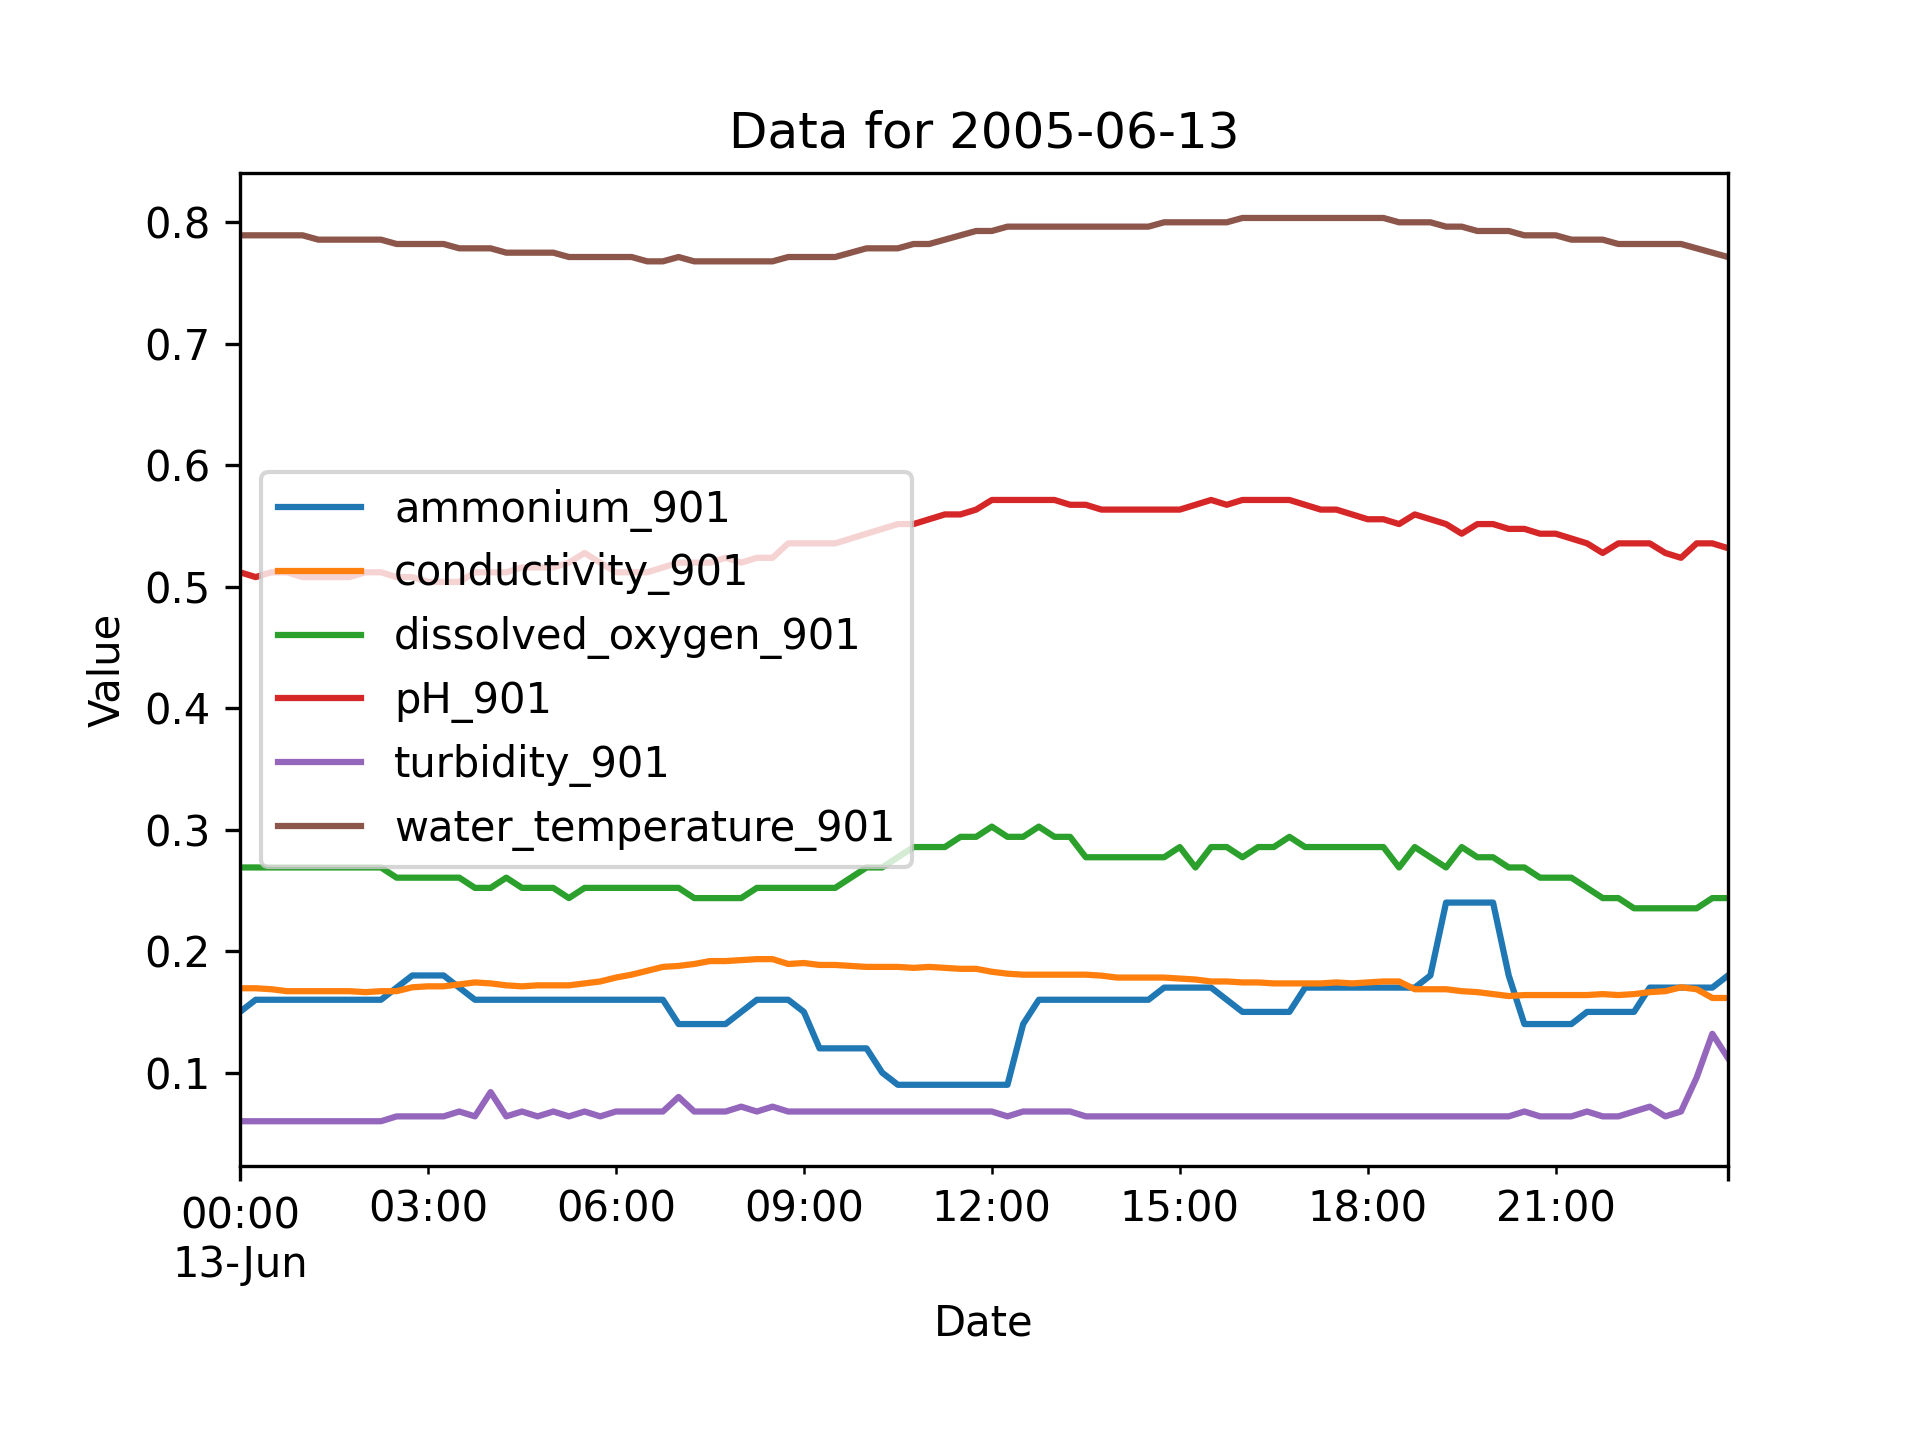 Data for 2005-06-13
0.8
0.7
0.6
0.5
0.4
0.3
0.2
0.1
Value
ammonium_901
conductivity_901
dissolved_oxygen_901
pH_901
turbidity_901
water_temperature_901
00:00 03:00 06:00 09:00 12:00 15:00 18:00 21:00
13-Jun
Date